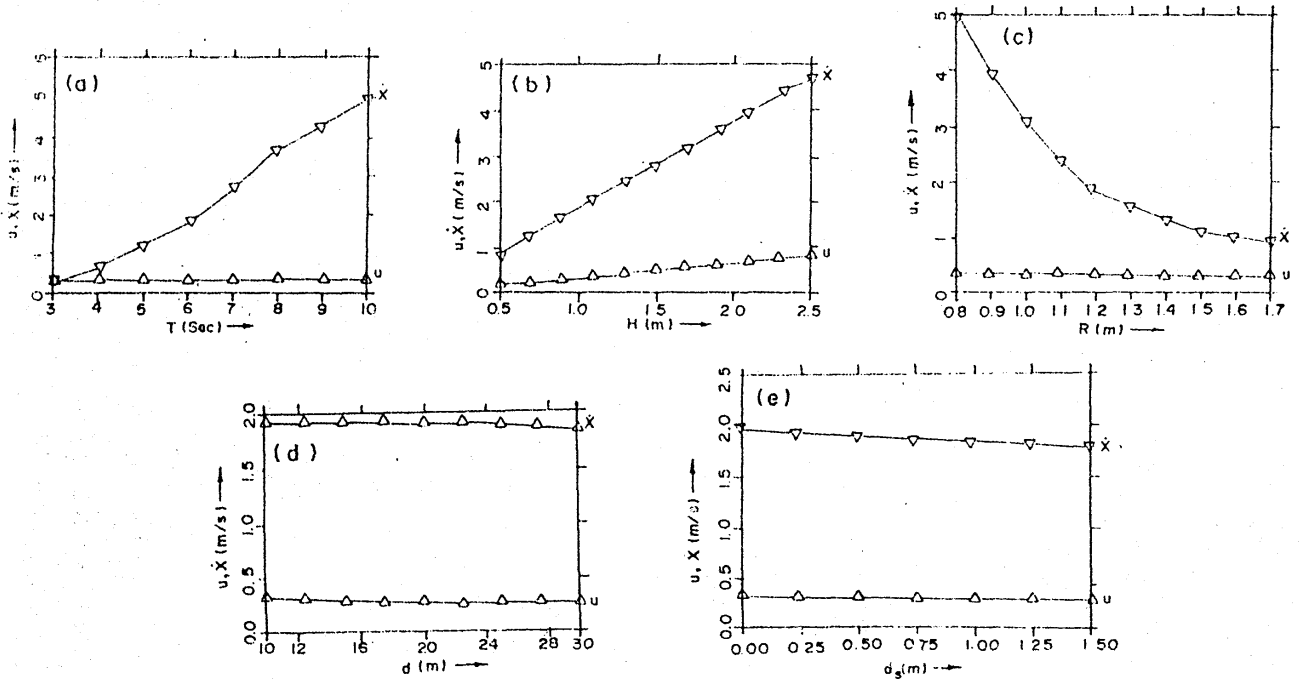 (a)
u, Ẋ (m/s)
5
5
4
3
2
1
0
Ẋ
u
3 4 5 6 7 8 9 10
T (Sec)
(b)
u, Ẋ (m/s)
5
4
3
2
1
0
Ẋ
u
0.5 1.0 1.5 2.0 2.5
H (m)
(c)
u, Ẋ (m/s)
5
4
3
2
1
0
Ẋ
u
0.8 0.9 1.0 1.1 1.2 1.3 1.4 1.5 1.6 1.7
R (m)
(d)
u, Ẋ (m/s)
2.0
1.5
1.0
0.5
0.0
Ẋ
u
10 12 16 20 24 28 30
d (m)
(e)
u, Ẋ (m/s)
2.5
2.0
1.5
1.0
0.5
0.0
Ẋ
u
0.00 0.25 0.50 0.75 1.00 1.25 1.50
dₛ(m)